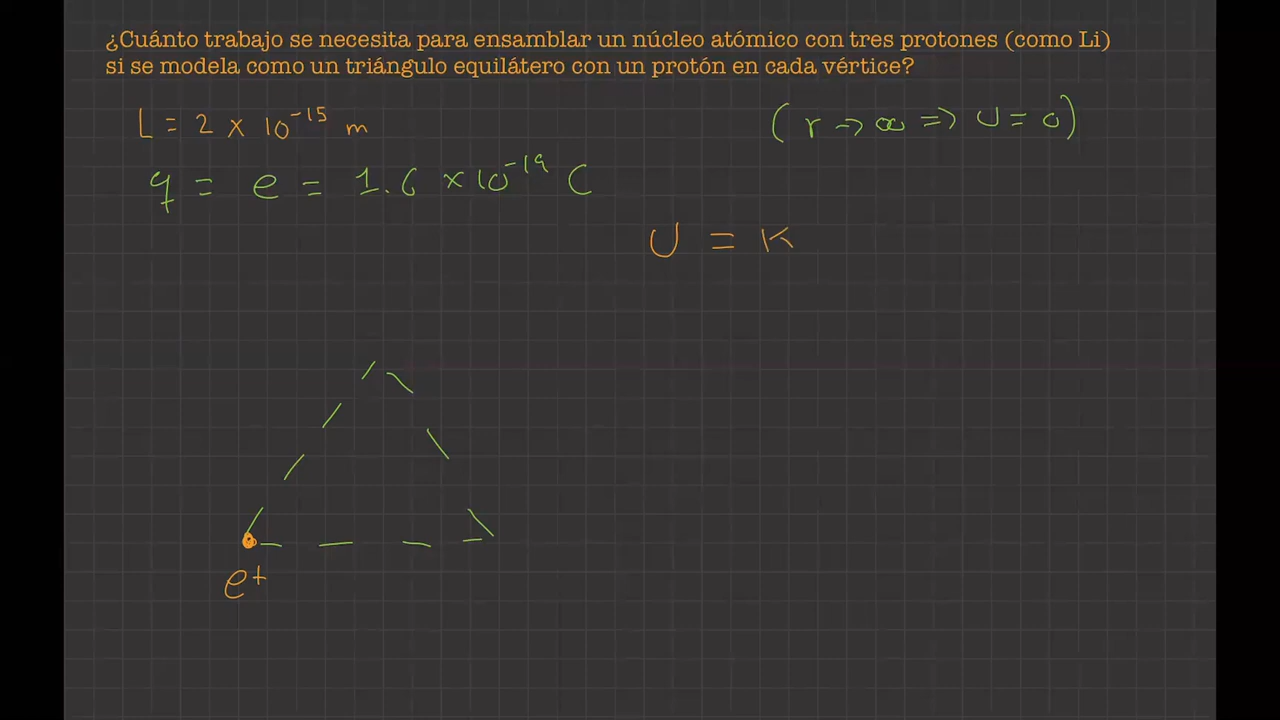 ¿Cuánto trabajo se necesita para ensamblar un núcleo atómico con tres protones (como Li)
si se modela como un triángulo equilátero con un protón en cada vértice?
L = 2 × 10⁻¹⁵ m
(r → ∞ => U = 0)
q = e = 1.6 × 10⁻¹⁹ C
U = K
e+